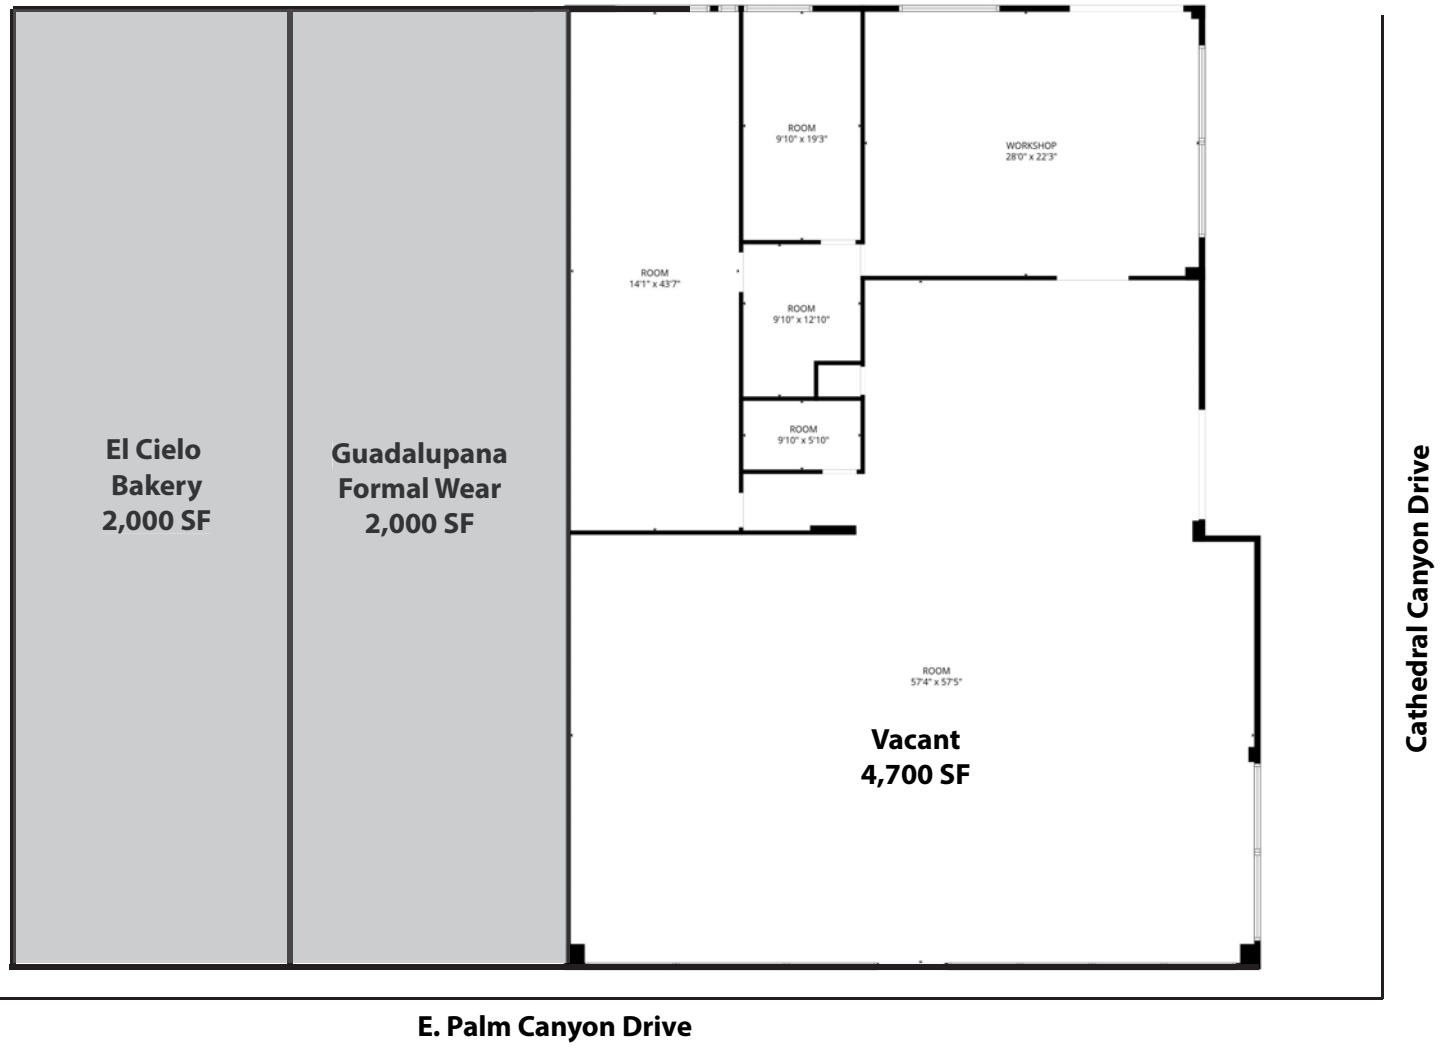 ROOM
9'10" x 19'3"
WORKSHOP
28'0" x 22'3"
ROOM
14'1" x 43'7"
ROOM
9'10" x 12'10"
ROOM
9'10" x 5'10"
El Cielo
Bakery
2,000 SF
Guadalupana
Formal Wear
2,000 SF
ROOM
57'4" x 57'5"
Vacant
4,700 SF
Cathedral Canyon Drive
E. Palm Canyon Drive